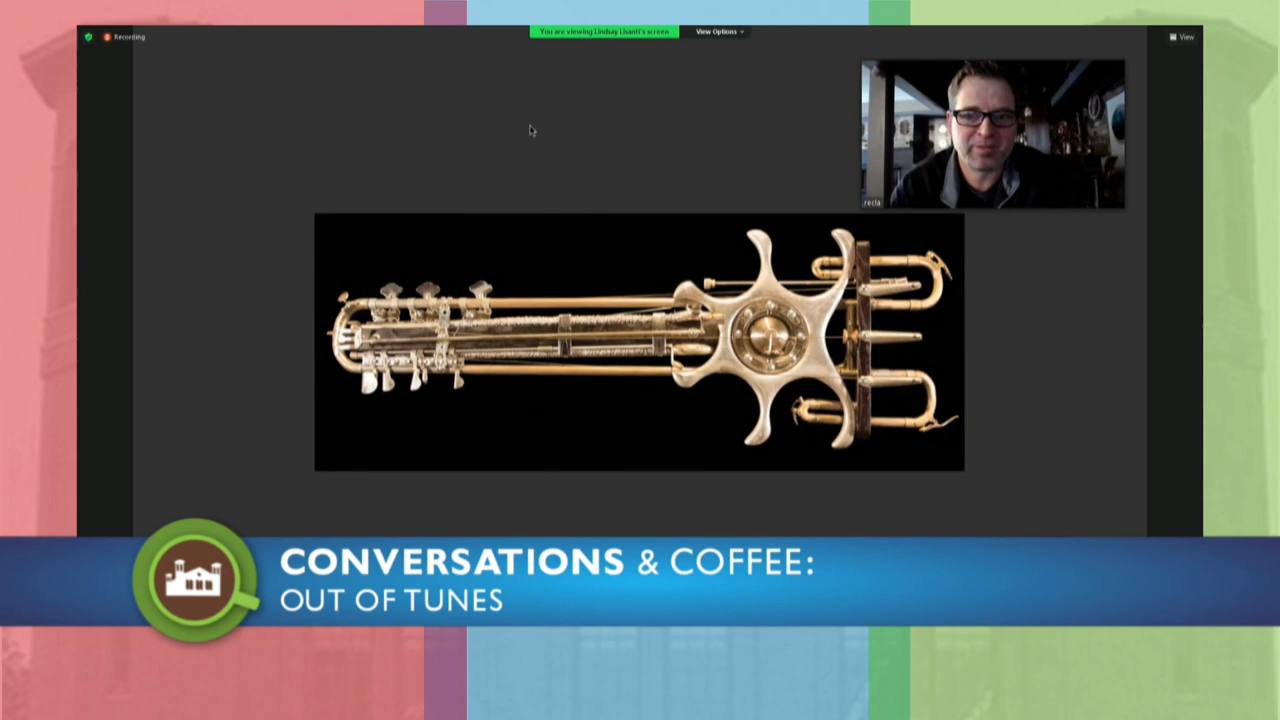 Recording
You are viewing Lindsay Lisanti's screen
View Options
View
recla
CONVERSATIONS & COFFEE:
OUT OF TUNES